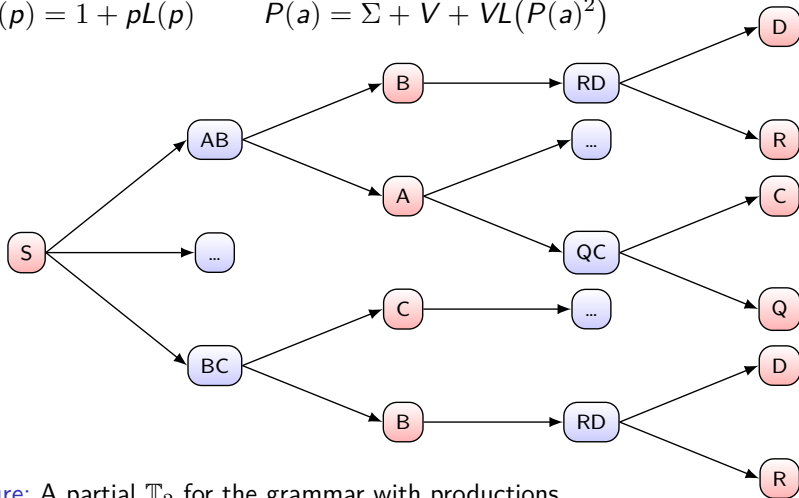 (p) = 1 + pL(p) P(a) = Σ + V + VL(P(a)²)
D
B RD
AB ...
R
A C
S ... QC
C ... Q
BC D
B RD
R
ure: A partial 𝕋₂ for the grammar with productions